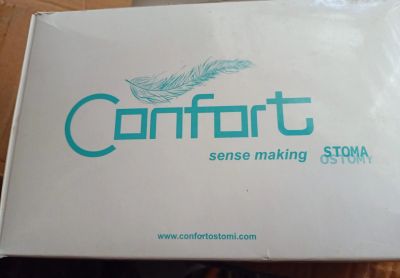 Confort
sense making
STOMA
OSTOMY
www.confortostomi.com